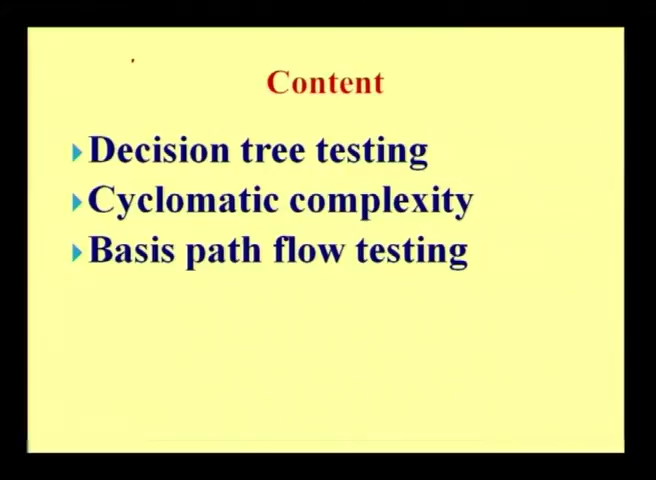 Content
Decision tree testing
Cyclomatic complexity
Basis path flow testing